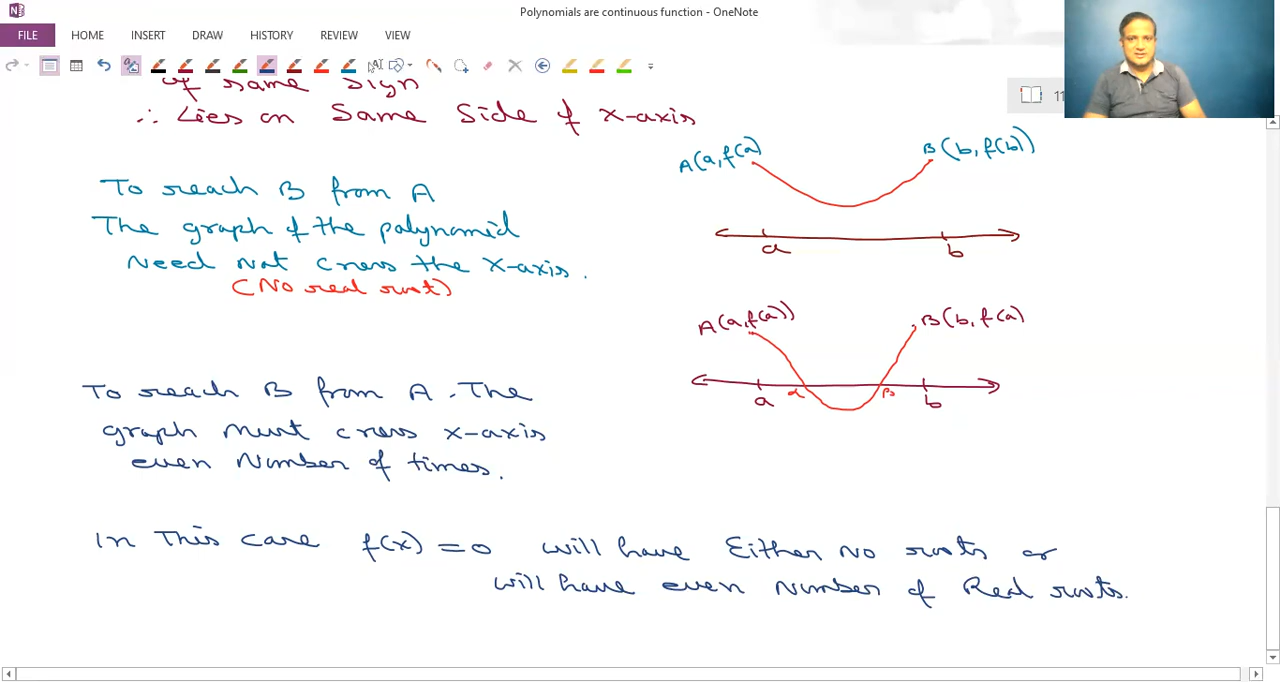 Polynomials are continuous function - OneNote
FILE HOME INSERT DRAW HISTORY REVIEW VIEW
of same sign
∴ Lies on Same Side of x-axis
A(a,f(a) B(b, f(b))
To reach B from A
The graph of the polynomial
Need Not cross the x-axis.
(No real root)
a b
A(a,f(a)) B(b, f(a)
To reach B from A. The
a α β b
graph must cross x-axis
even Number of times.
In this case f(x)=0 will have Either No roots or
will have even Number of Real roots.